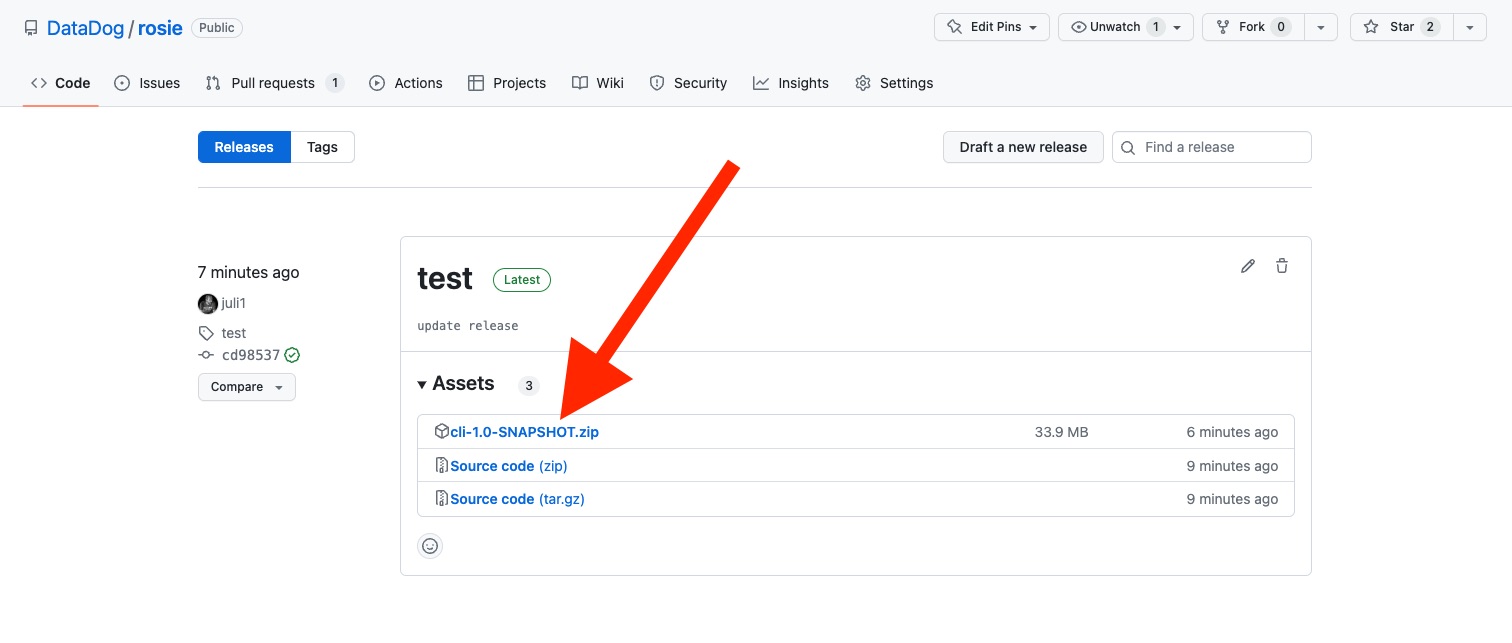 DataDog / rosie Public
Edit Pins Unwatch 1 Fork 0 Star 2
Code Issues Pull requests 1 Actions Projects Wiki Security Insights Settings
Releases Tags
Draft a new release Find a release
7 minutes ago
juli1
test
cd98537
Compare
test Latest
update release
Assets 3
cli-1.0-SNAPSHOT.zip 33.9 MB 6 minutes ago
Source code (zip) 9 minutes ago
Source code (tar.gz) 9 minutes ago